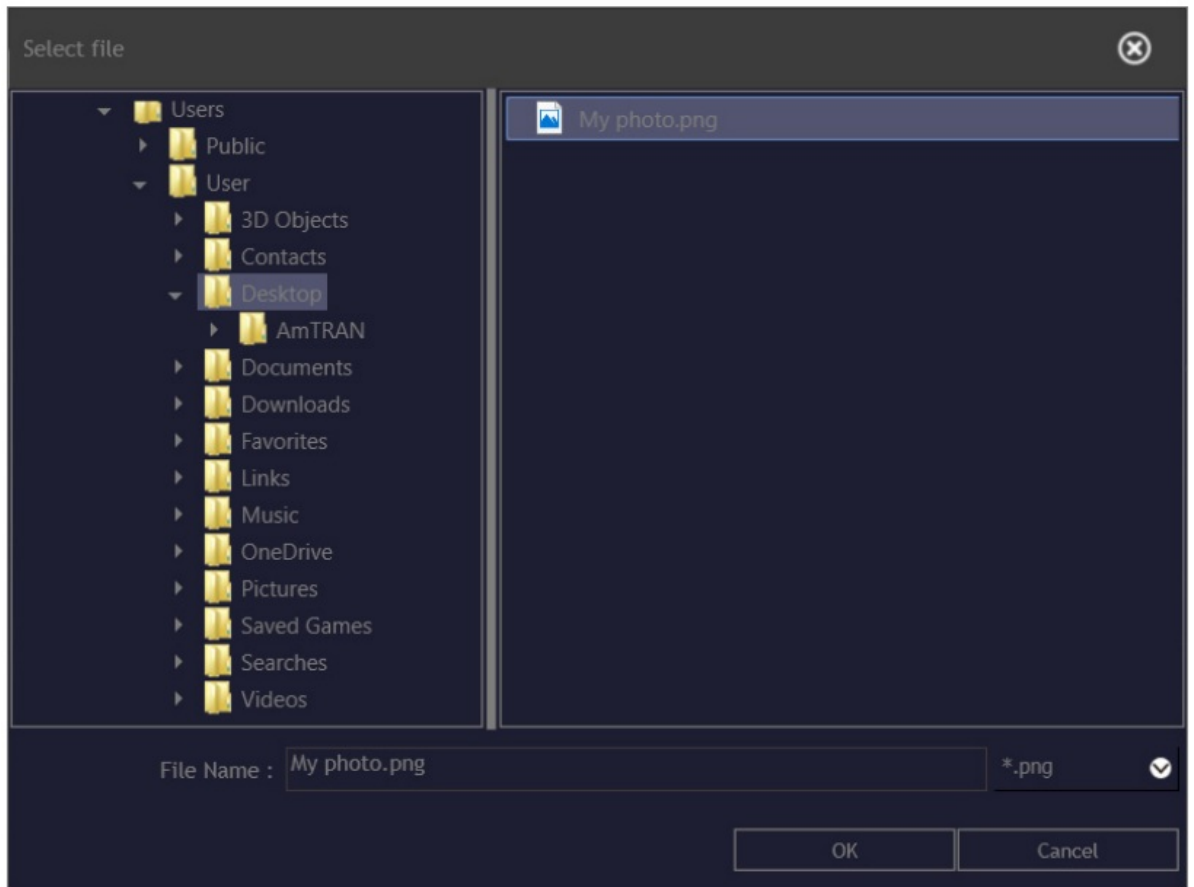 Select file
Users
Public
User
3D Objects
Contacts
Desktop
AmTRAN
Documents
Downloads
Favorites
Links
Music
OneDrive
Pictures
Saved Games
Searches
Videos
My photo.png
File Name : My photo.png *.png
OK Cancel